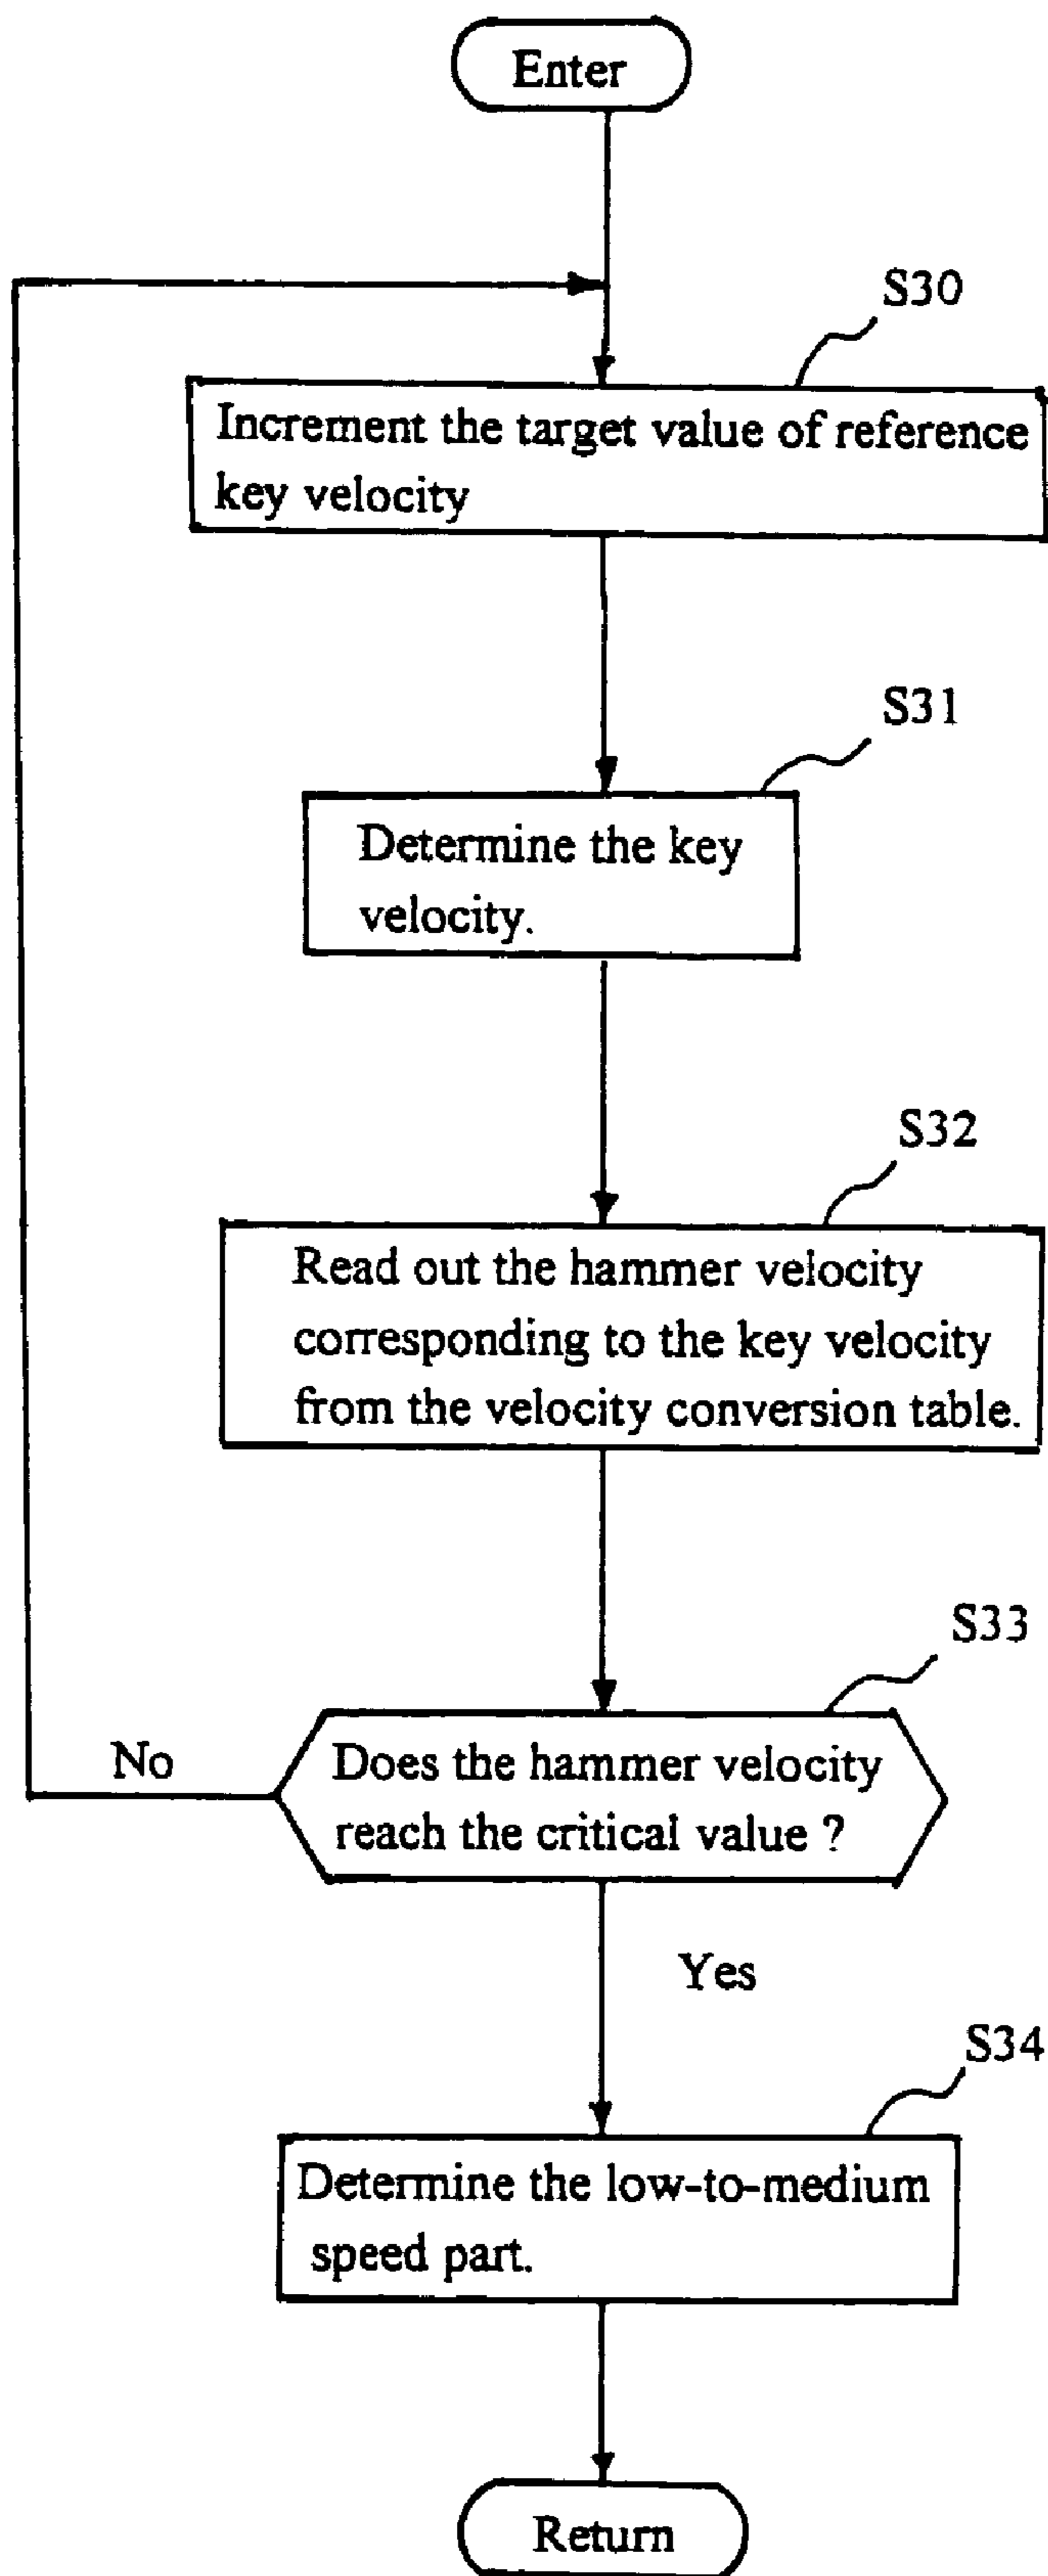 Enter
S30
Increment the target value of reference
key velocity
S31
Determine the key
velocity.
S32
Read out the hammer velocity
corresponding to the key velocity
from the velocity conversion table.
S33
No
Does the hammer velocity
reach the critical value ?
Yes
S34
Determine the low-to-medium
speed part.
Return